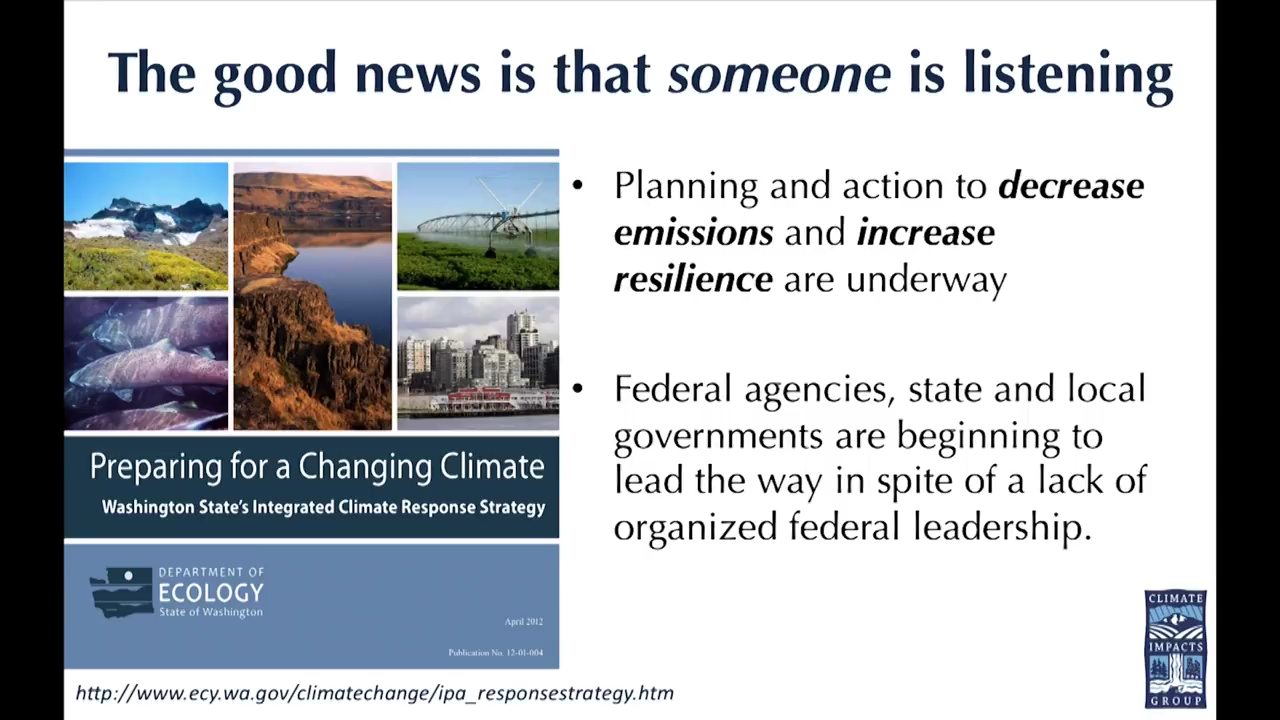 The good news is that someone is listening
• Planning and action to decrease
emissions and increase
resilience are underway
• Federal agencies, state and local
governments are beginning to
lead the way in spite of a lack of
organized federal leadership.
Preparing for a Changing Climate
Washington State's Integrated Climate Response Strategy
DEPARTMENT OF
ECOLOGY
State of Washington
April 2012
Publication No. 12-01-004
http://www.ecy.wa.gov/climatechange/ipa_responsestrategy.htm
CLIMATE
IMPACTS
GROUP